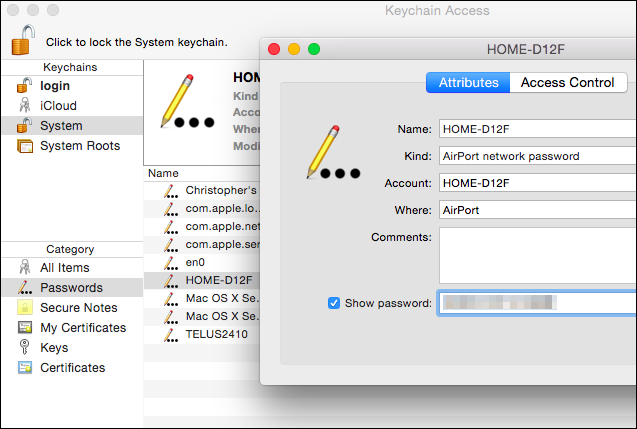 Keychain Access
Click to lock the System keychain.
Keychains
login
iCloud
System
System Roots
Category
All Items
Passwords
Secure Notes
My Certificates
Keys
Certificates
HO
Kind
Acco
Wher
Modi
Name
Christopher's
com.apple.lo...
com.apple.net
com.apple.ser
en0
HOME-D12F
Mac OS X Se...
Mac OS X Se...
TELUS2410
HOME-D12F
Attributes Access Control
Name: HOME-D12F
Kind: AirPort network password
Account: HOME-D12F
Where: AirPort
Comments:
Show password: